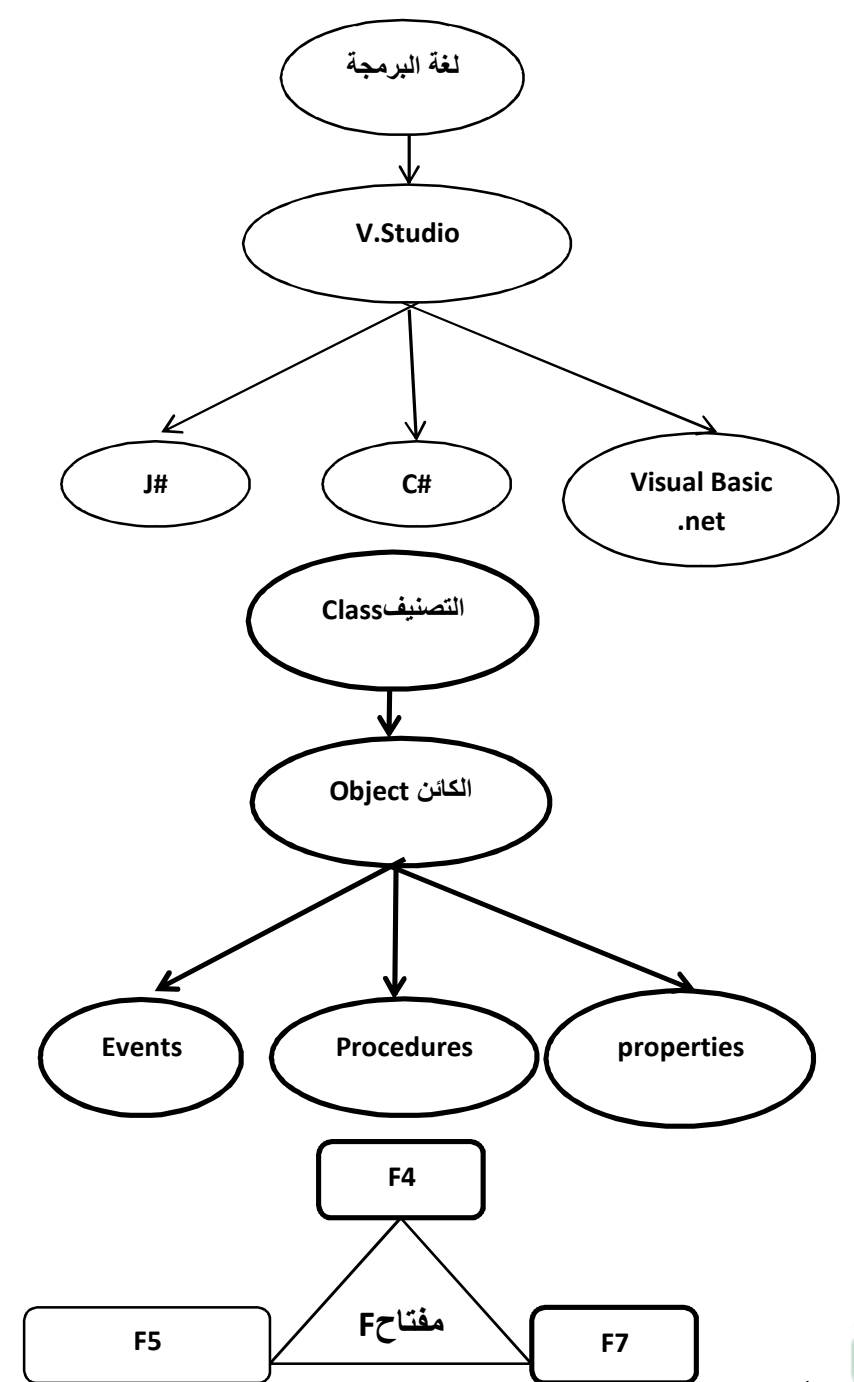 لغة البرمجة
V.Studio
J#
C#
Visual Basic
.net
التصنيفClass
الكائن Object
Events
Procedures
properties
F4
مفتاحF
F5
F7